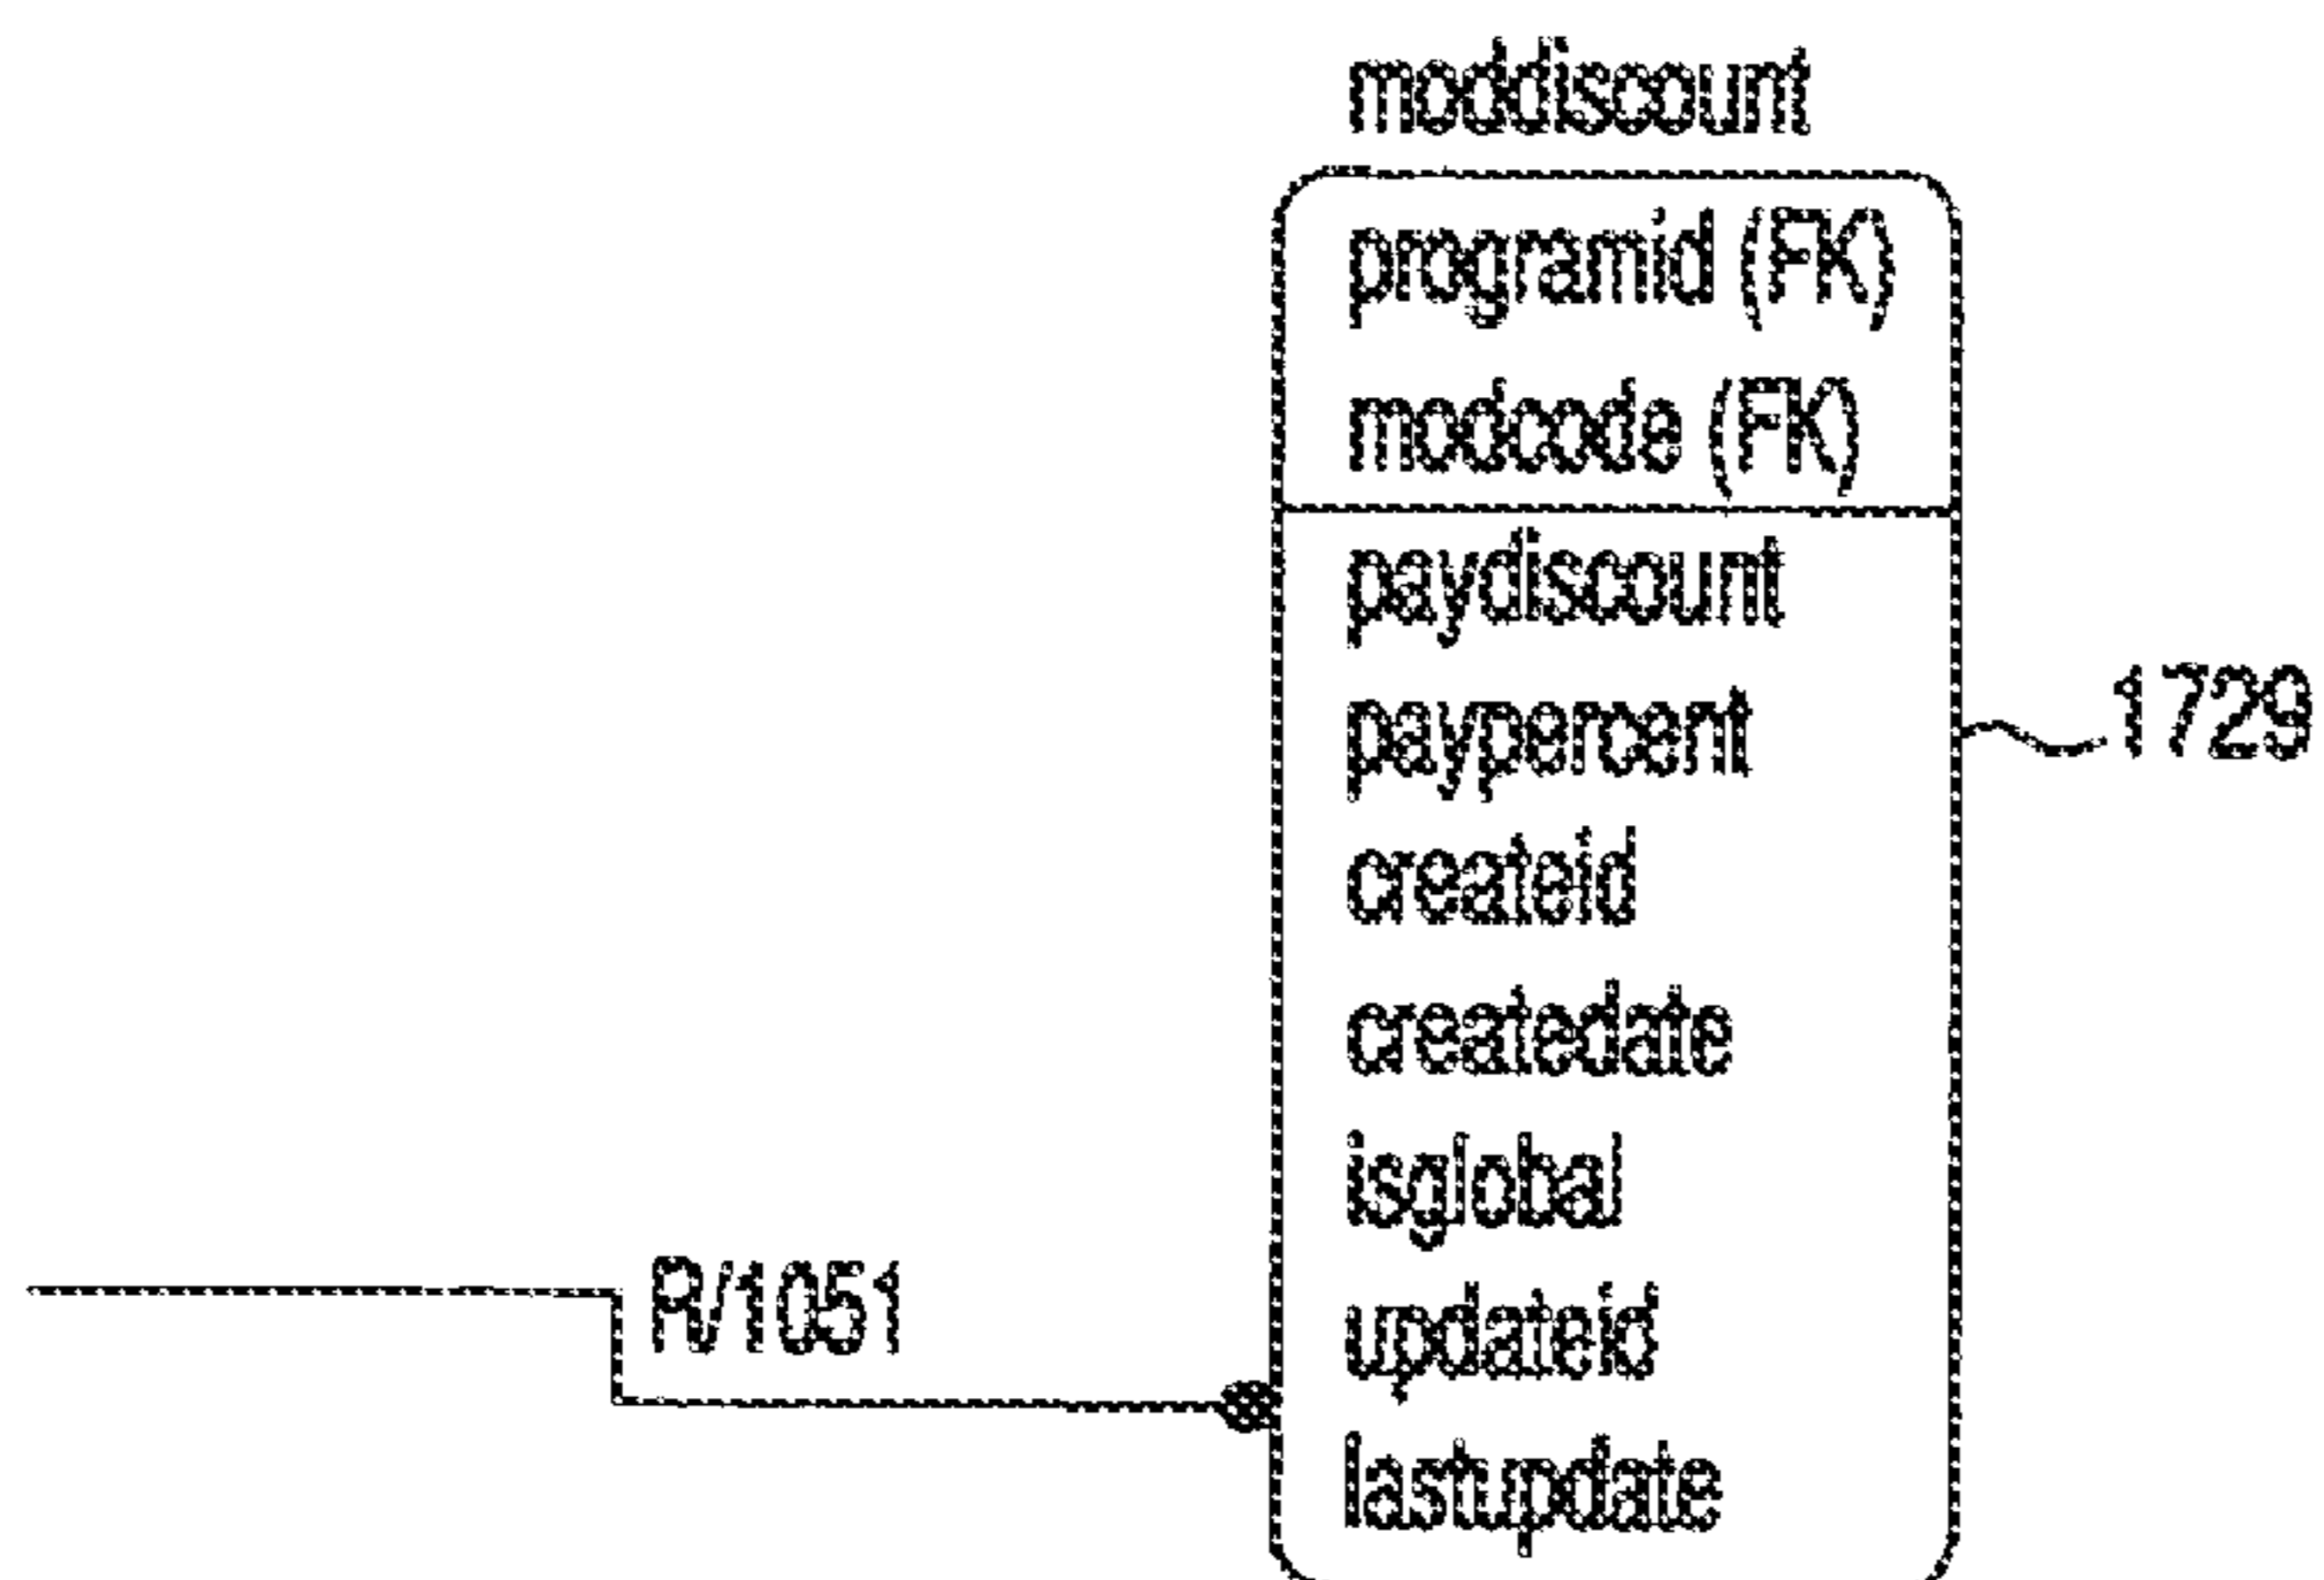 moddiscount
programid (FK)
modcode (FK)
paydiscount
paypercent
createid
createdate
isglobal
updateid
lastupdate
1729
R/1051